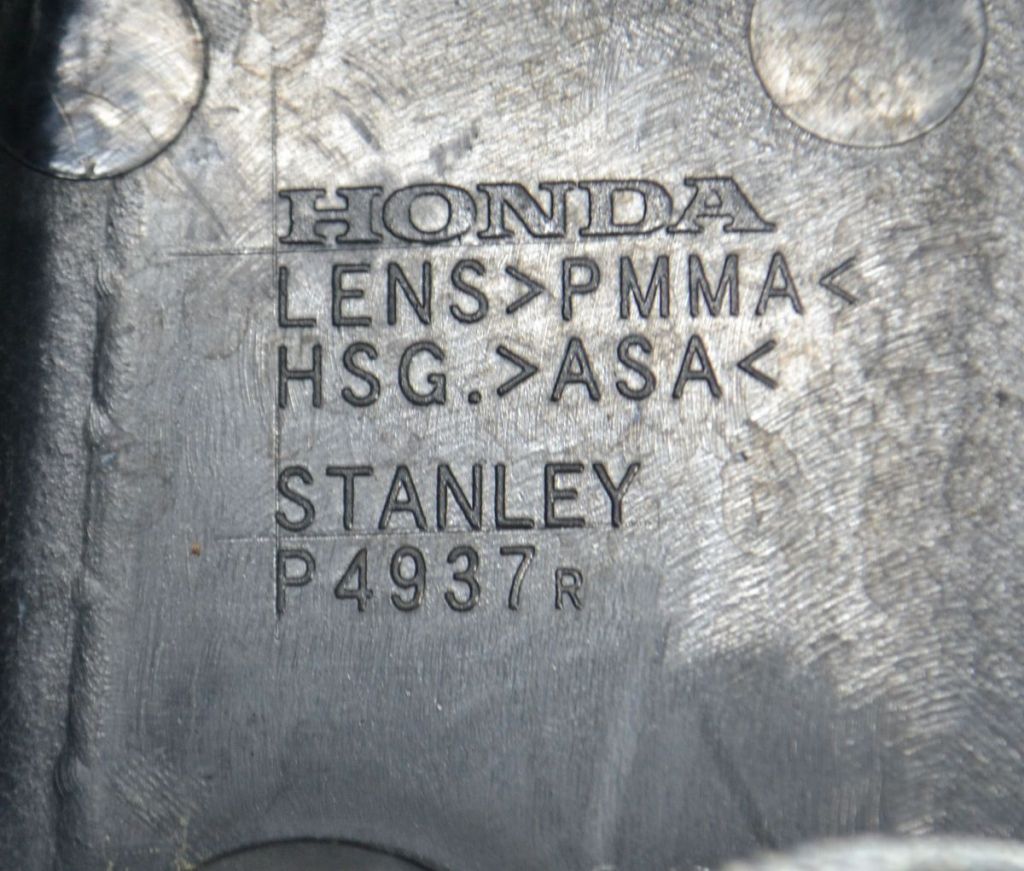 HONDA
LENS>PMMA<
HSG.>ASA<
STANLEY
P4937R